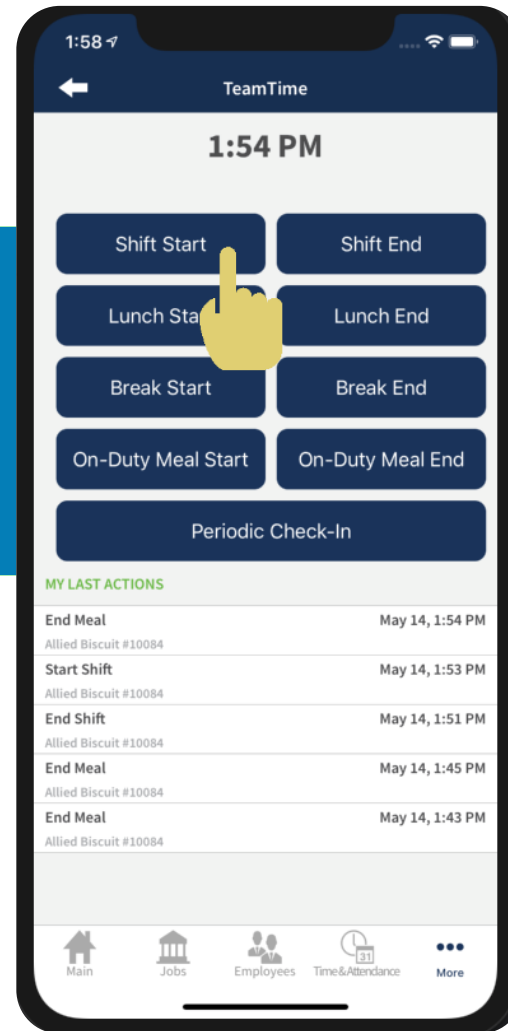 1:58
TeamTime
1:54 PM
Shift Start Shift End
Lunch Sta Lunch End
Break Start Break End
On-Duty Meal Start On-Duty Meal End
Periodic Check-In
MY LAST ACTIONS
End Meal May 14, 1:54 PM
Allied Biscuit #10084
Start Shift May 14, 1:53 PM
Allied Biscuit #10084
End Shift May 14, 1:51 PM
Allied Biscuit #10084
End Meal May 14, 1:45 PM
Allied Biscuit #10084
End Meal May 14, 1:43 PM
Allied Biscuit #10084
31
Main Jobs Employees Time&Attendance More